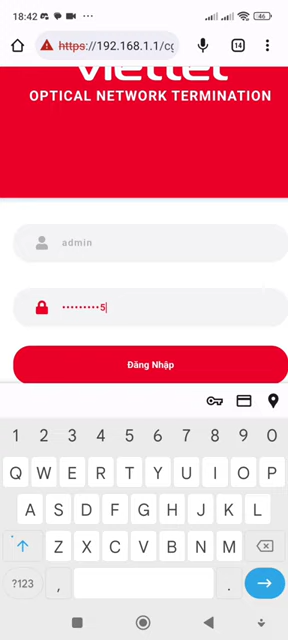 18:42
46
https://192.168.1.1/cg
14
viettel
OPTICAL NETWORK TERMINATION
admin
•••••••••5
Đăng Nhập
1 2 3 4 5 6 7 8 9 0
Q W E R T Y U I O P
A S D F G H J K L
Z X C V B N M
?123 , .